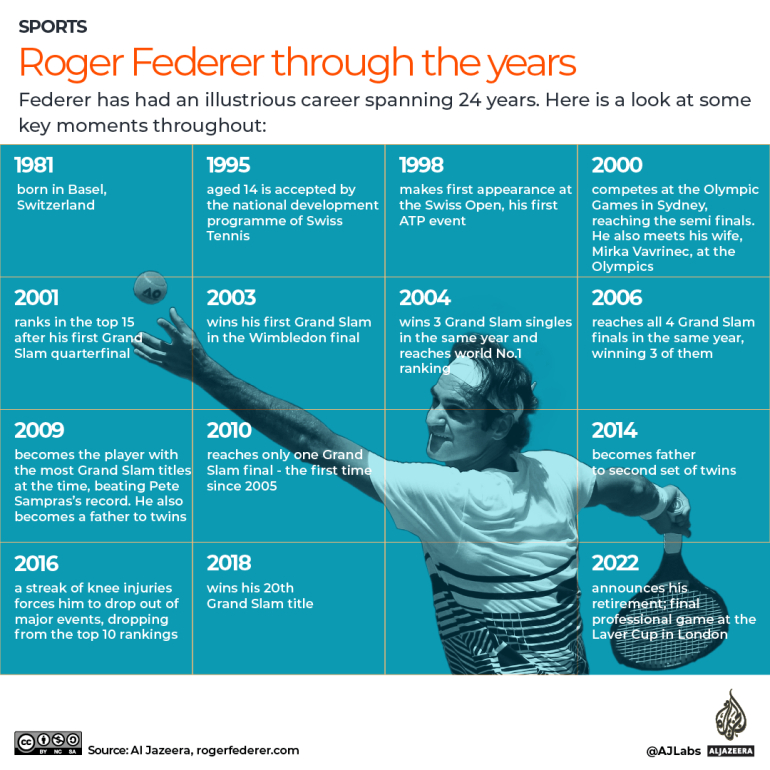 SPORTS
Roger Federer through the years
Federer has had an illustrious career spanning 24 years. Here is a look at some
key moments throughout:
1981
born in Basel,
Switzerland
1995
aged 14 is accepted by
the national development
programme of Swiss
Tennis
1998
makes first appearance at
the Swiss Open, his first
ATP event
2000
competes at the Olympic
Games in Sydney,
reaching the semi finals.
He also meets his wife,
Mirka Vavrinec, at the
Olympics
2001
ranks in the top 15
after his first Grand
Slam quarterfinal
2003
wins his first Grand Slam
in the Wimbledon final
2004
wins 3 Grand Slam singles
in the same year and
reaches world No.1
ranking
2006
reaches all 4 Grand Slam
finals in the same year,
winning 3 of them
2009
becomes the player with
the most Grand Slam titles
at the time, beating Pete
Sampras's record. He also
becomes a father to twins
2010
reaches only one Grand
Slam final - the first time
since 2005
2014
becomes father
to second set of twins
2016
a streak of knee injuries
forces him to drop out of
major events, dropping
from the top 10 rankings
2018
wins his 20th
Grand Slam title
2022
announces his
retirement; final
professional game at the
Laver Cup in London
cc BY NC SA
Source: Al Jazeera, rogerfederer.com
@AJLabs
ALJAZEERA